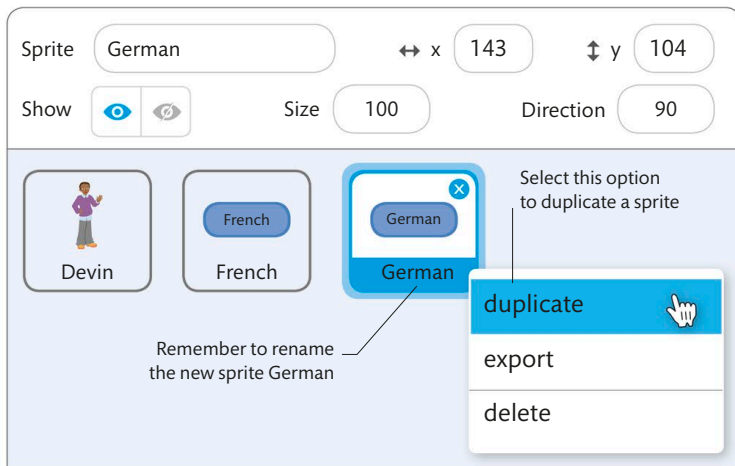 Sprite German ↔ x 143 ↕ y 104
Show Size 100 Direction 90
Select this option
to duplicate a sprite
French
German
Devin
French
German
duplicate
Remember to rename
the new sprite German
export
delete